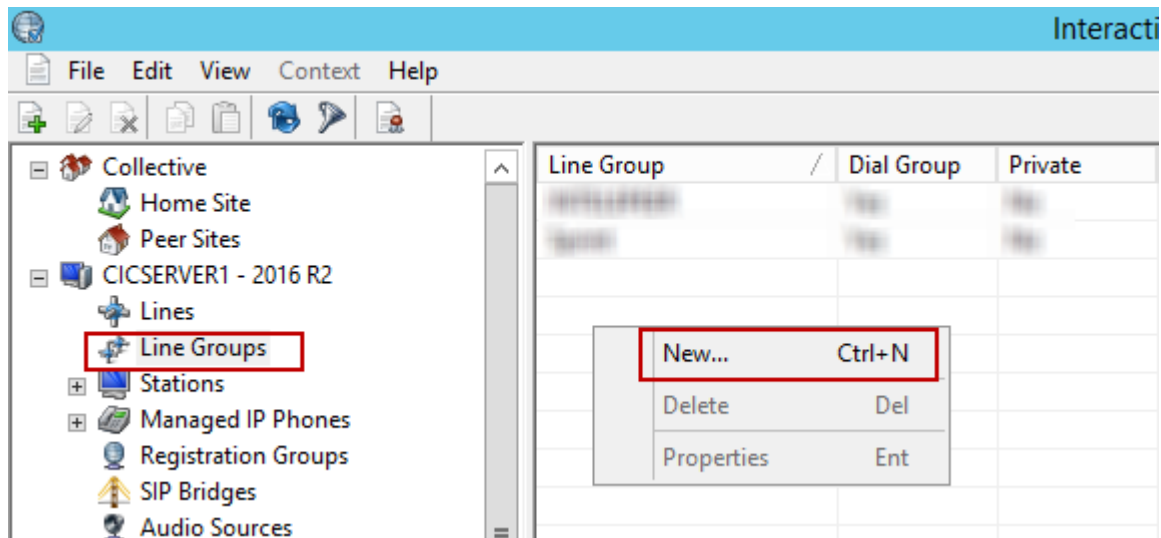 Interacti
File Edit View Context Help
Collective
Home Site
Peer Sites
CICSERVER1 - 2016 R2
Lines
Line Groups
Stations
Managed IP Phones
Registration Groups
SIP Bridges
Audio Sources
Line Group / Dial Group Private
New... Ctrl+N
Delete Del
Properties Ent